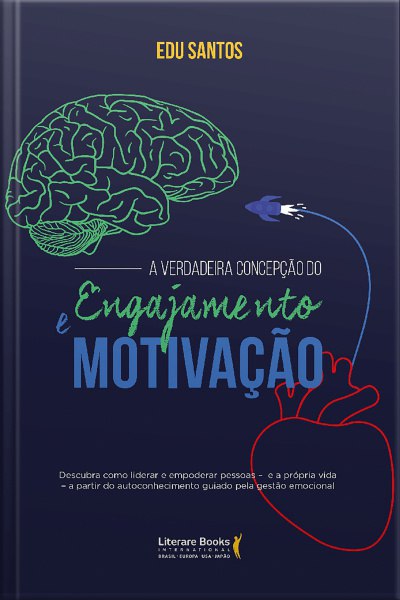 EDU SANTOS
A VERDADEIRA CONCEPÇÃO DO
Engajamento
e MOTIVAÇÃO
Descubra como liderar e empoderar pessoas – e a própria vida
– a partir do autoconhecimento guiado pela gestão emocional
Literare Books
INTERNATIONAL
BRASIL · EUROPA · USA · JAPÃO